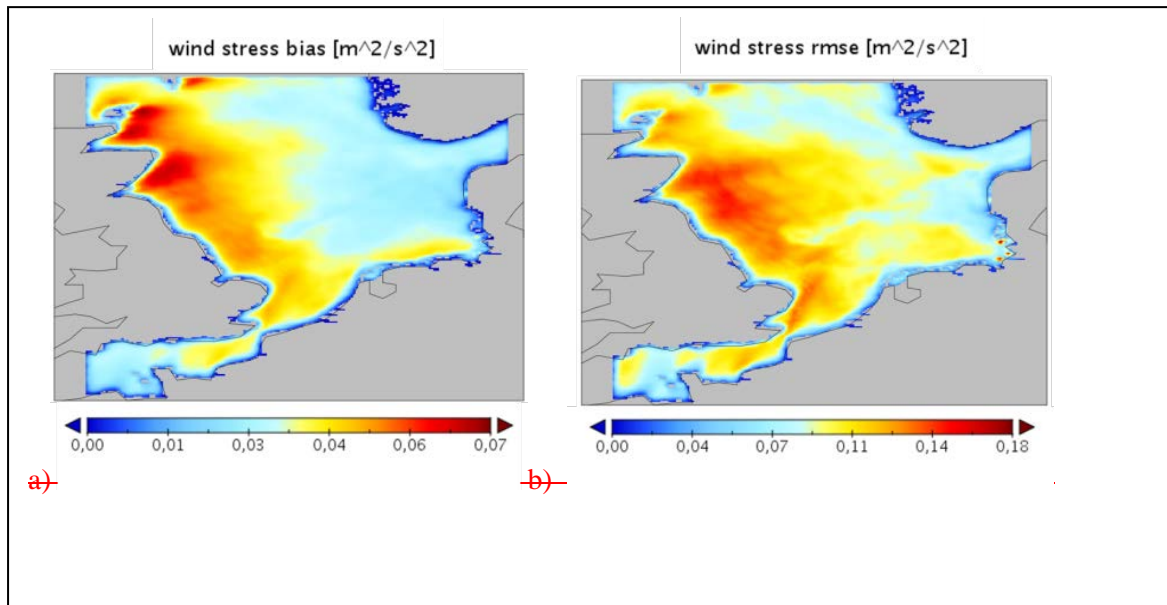 wind stress bias [m^2/s^2]
wind stress rmse [m^2/s^2]
0,00 0,01 0,03 0,04 0,06 0,07
0,00 0,04 0,07 0,11 0,14 0,18
a)
b)